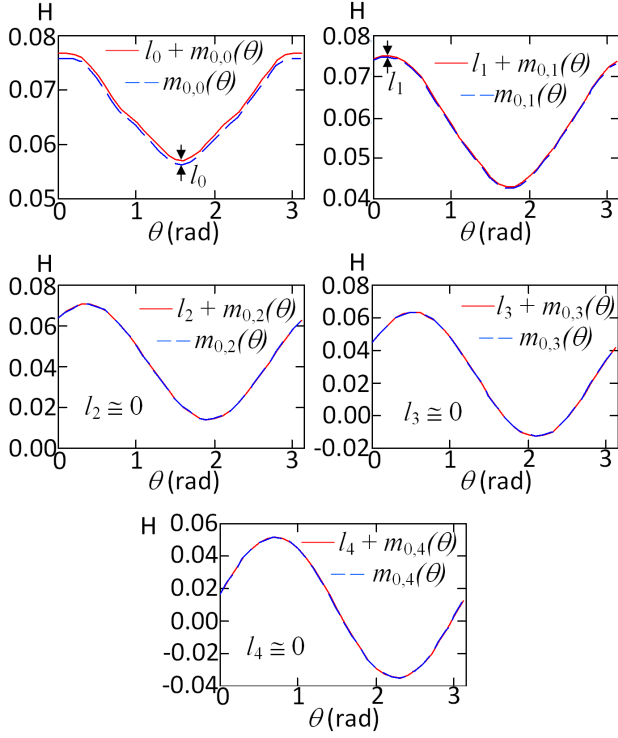 H
0.08
0.07
0.06
0.05
l₀ + m₀,₀(θ)
m₀,₀(θ)
l₀
0 1 2 3
θ (rad)
H
0.08
0.07
0.06
0.05
0.04
l₁ + m₀,₁(θ)
m₀,₁(θ)
l₁
0 1 2 3
θ (rad)
H
0.08
0.06
0.04
0.02
0.00
l₂ + m₀,₂(θ)
m₀,₂(θ)
l₂ ≅ 0
0 1 2 3
θ (rad)
H
0.08
0.06
0.04
0.02
0.00
-0.02
l₃ + m₀,₃(θ)
m₀,₃(θ)
l₃ ≅ 0
0 1 2 3
θ (rad)
H
0.06
0.04
0.02
0.00
-0.02
-0.04
l₄ + m₀,₄(θ)
m₀,₄(θ)
l₄ ≅ 0
0 1 2 3
θ (rad)